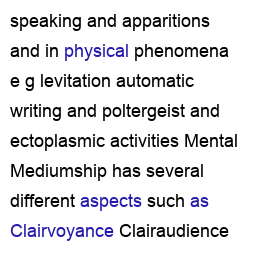 speaking and apparitions
and in physical phenomena
e g levitation automatic
writing and poltergeist and
ectoplasmic activities Mental
Mediumship has several
different aspects such as
Clairvoyance Clairaudience